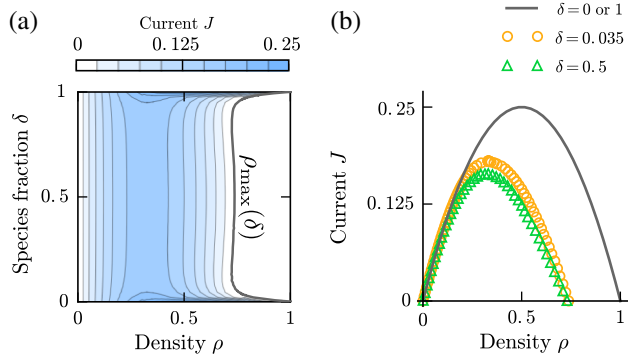 (a)
Current J
0 0.125 0.25
Species fraction δ
1
0.5
0
ρmax (δ)
0.5 1
Density ρ
(b)
δ = 0 or 1
δ = 0.035
δ = 0.5
Current J
0.25
0.125
0
0 0.5 1
Density ρ